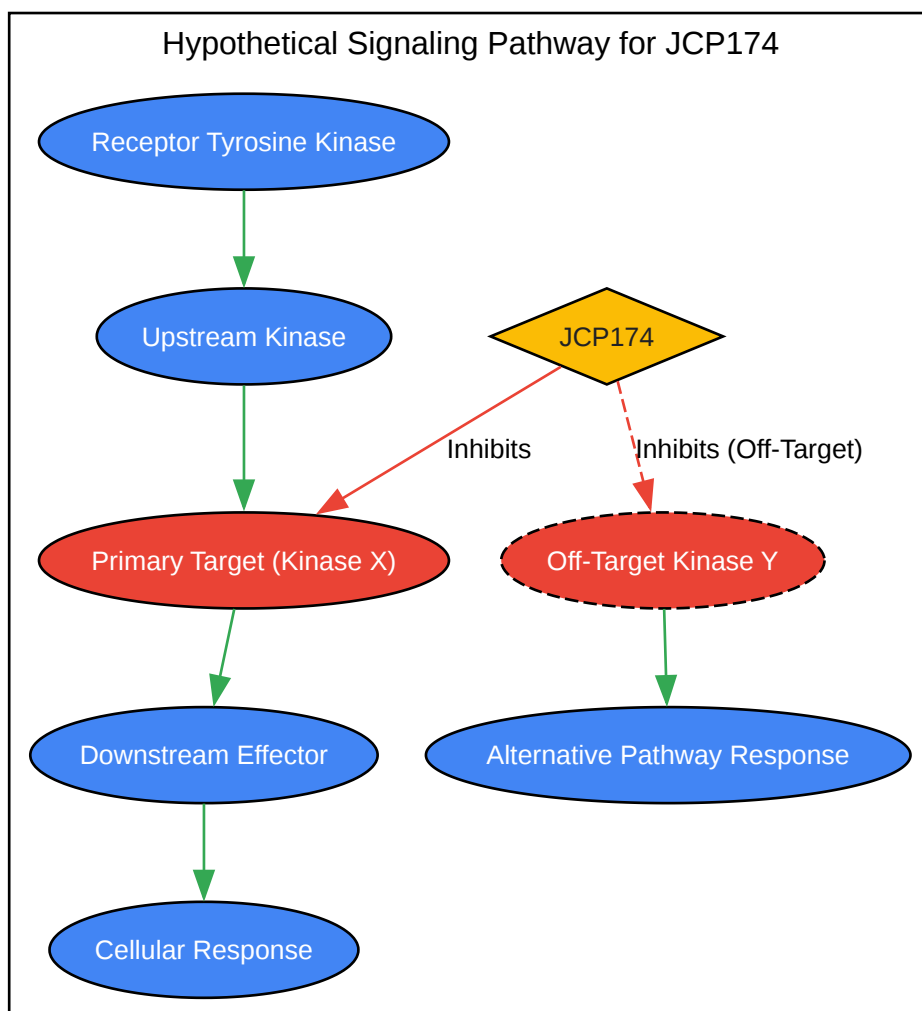 Hypothetical Signaling Pathway for JCP174
Receptor Tyrosine Kinase
Upstream Kinase
JCP174
Inhibits
Inhibits (Off-Target)
Primary Target (Kinase X)
Off-Target Kinase Y
Downstream Effector
Alternative Pathway Response
Cellular Response